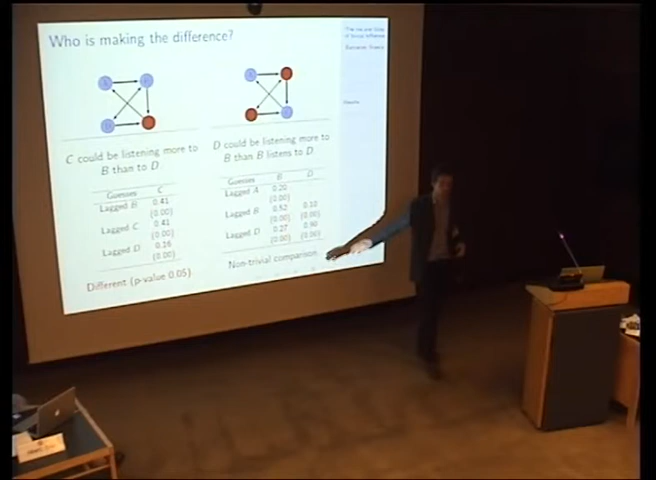 Who is making the difference?
C could be listening more to
B than to D.
Guesses C
Lagged B 0.41
(0.00)
Lagged C 0.41
(0.00)
Lagged D 0.16
(0.00)
Different (p-value 0.05)
D could be listening more to
B than B listens to D.
Guesses B D
Lagged A 0.20
(0.00)
Lagged B 0.52 0.10
(0.00) (0.00)
Lagged D 0.27 0.90
(0.00) (0.00)
Non-trivial comparison